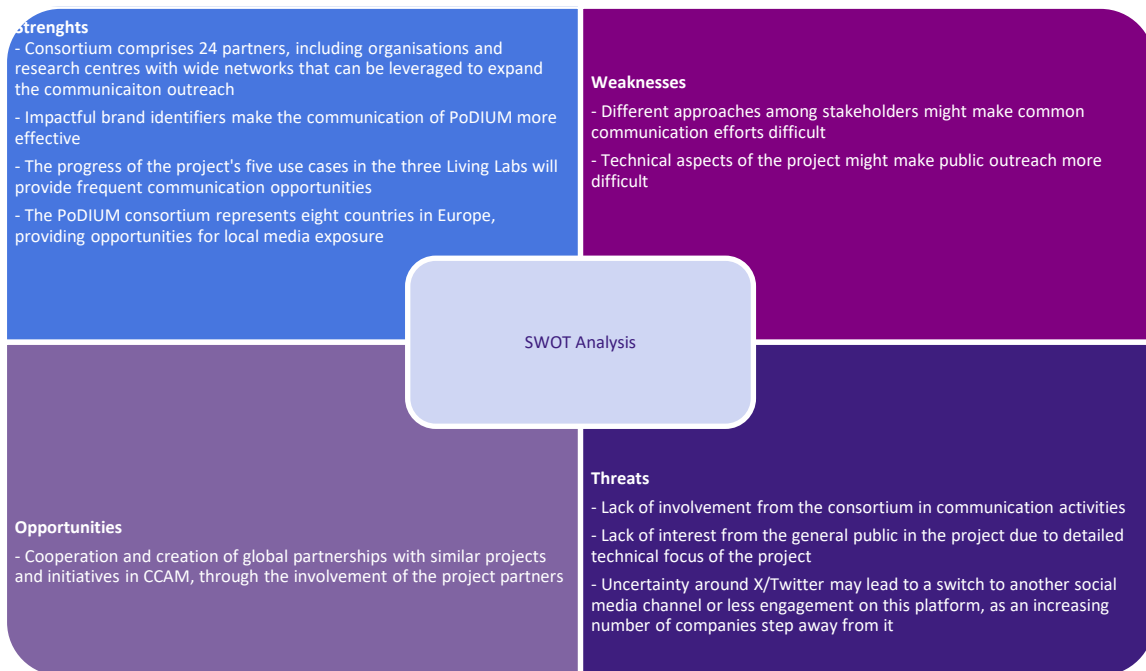 Strenghts
- Consortium comprises 24 partners, including organisations and
research centres with wide networks that can be leveraged to expand
the communicaiton outreach
- Impactful brand identifiers make the communication of PoDIUM more
effective
- The progress of the project's five use cases in the three Living Labs will
provide frequent communication opportunities
- The PoDIUM consortium represents eight countries in Europe,
providing opportunities for local media exposure
Weaknesses
- Different approaches among stakeholders might make common
communication efforts difficult
- Technical aspects of the project might make public outreach more
difficult
SWOT Analysis
Opportunities
- Cooperation and creation of global partnerships with similar projects
and initiatives in CCAM, through the involvement of the project partners
Threats
- Lack of involvement from the consortium in communication activities
- Lack of interest from the general public in the project due to detailed
technical focus of the project
- Uncertainty around X/Twitter may lead to a switch to another social
media channel or less engagement on this platform, as an increasing
number of companies step away from it